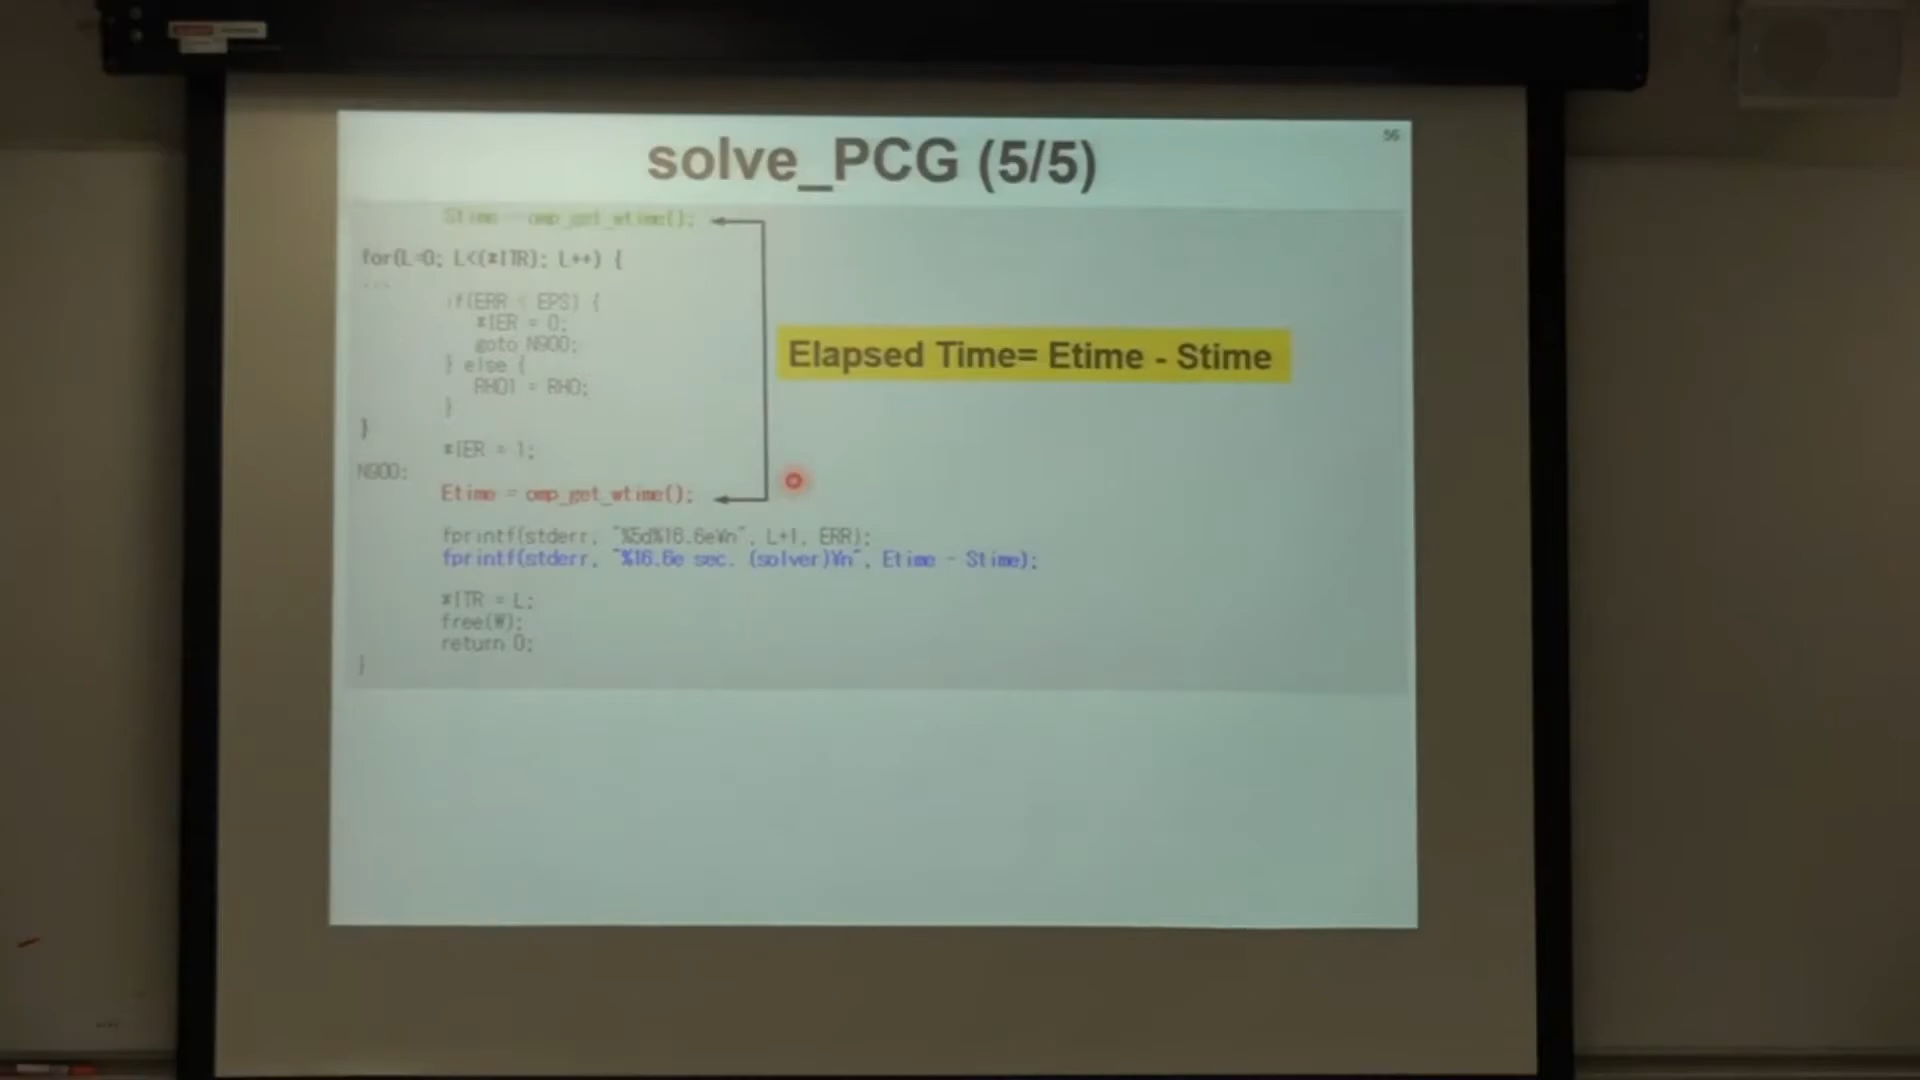 56
solve_PCG (5/5)
Stime = omp_get_wtime();
for(L=0; L<(*ITR); L++) {
...
if(ERR < EPS) {
*IER = 0;
goto N900;
} else {
RHO1 = RHO;
}
}
*IER = 1;
N900:
Etime = omp_get_wtime();
Elapsed Time= Etime - Stime
fprintf(stderr, "%5d%16.6e¥n", L+1, ERR);
fprintf(stderr, "%16.6e sec. (solver)¥n", Etime - Stime);
*ITR = L;
free(W);
return 0;
}